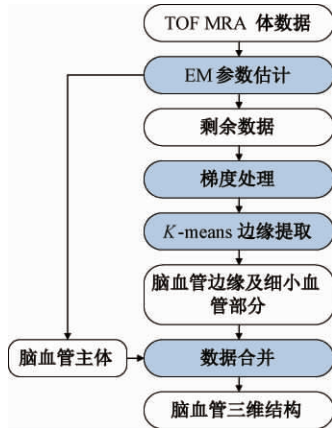 TOF MRA 体数据
EM 参数估计
剩余数据
梯度处理
K-means 边缘提取
脑血管边缘及细小血
管部分
脑血管主体
数据合并
脑血管三维结构